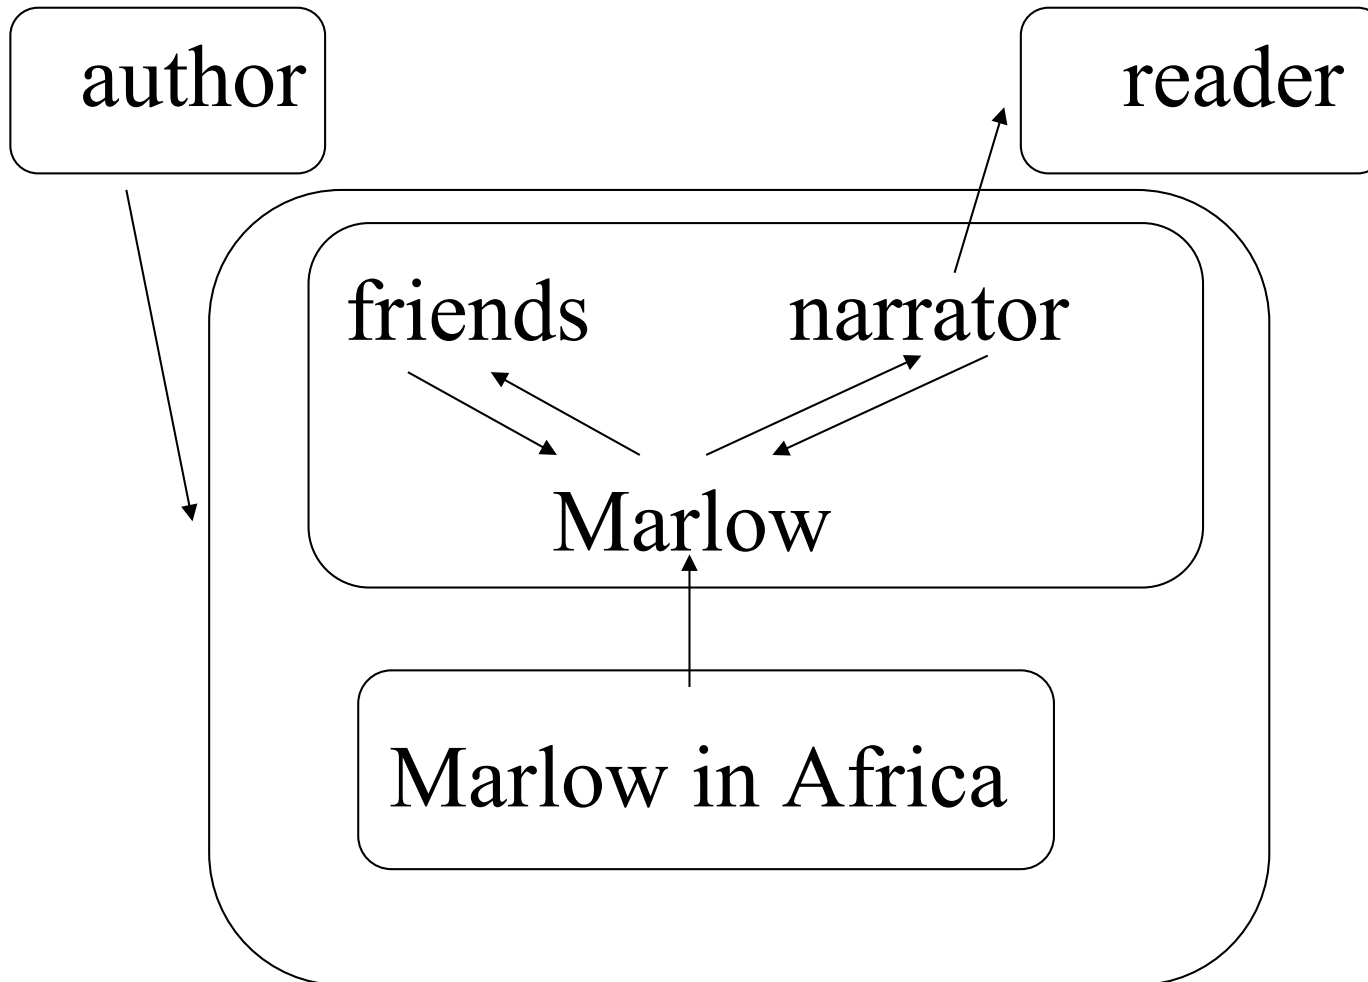 author
reader
friends
narrator
Marlow
Marlow in Africa